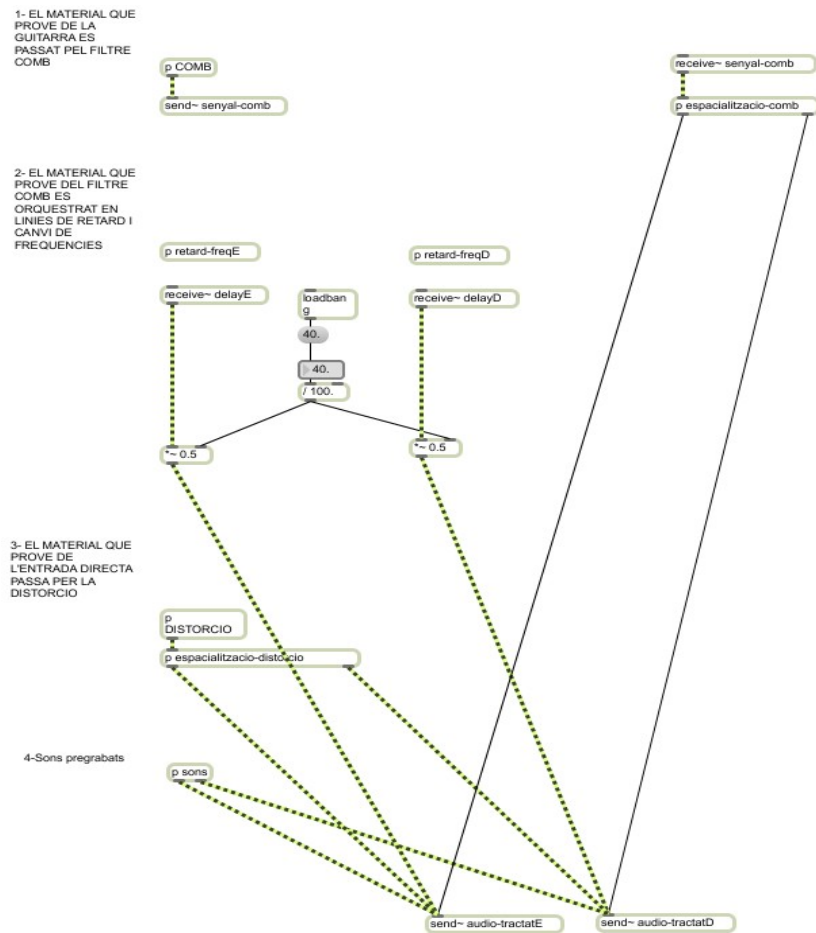 1- EL MATERIAL QUE
PROVE DE LA
GUITARRA ES
PASSAT PEL FILTRE
COMB
p COMB
send~ senyal-comb
receive~ senyal-comb
p espacialitzacio-comb
2- EL MATERIAL QUE
PROVE DEL FILTRE
COMB ES
ORQUESTRAT EN
LINIES DE RETARD I
CANVI DE
FREQUENCIES
p retard-freqE
p retard-freqD
receive~ delayE
loadban
g
receive~ delayD
40.
40.
/ 100.
*~ 0.5
*~ 0.5
3- EL MATERIAL QUE
PROVE DE
L'ENTRADA DIRECTA
PASSA PER LA
DISTORCIO
p
DISTORCIO
p espacialitzacio-distorcio
4-Sons pregrabats
p sons
send~ audio-tractatE
send~ audio-tractatD